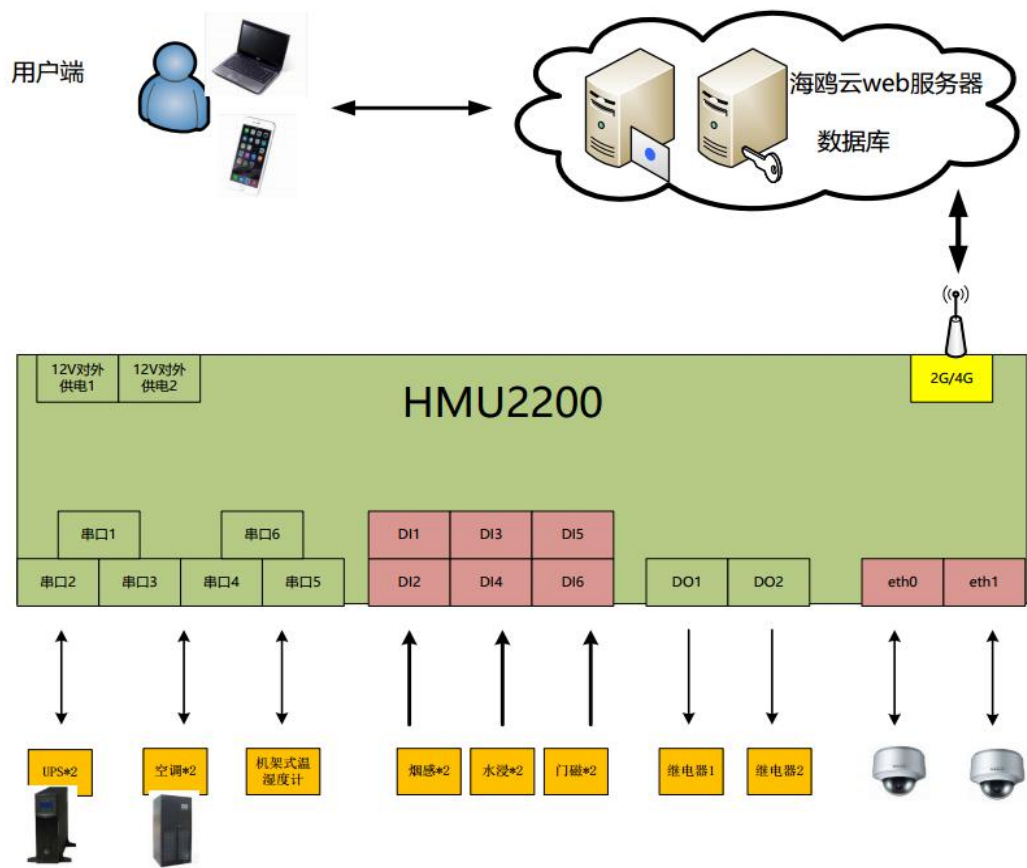 用户端
海鸥云web服务器
数据库
12V对外
供电1
12V对外
供电2
HMU2200
2G/4G
串口1
串口6
DI1
DI3
DI5
串口2
串口3
串口4
串口5
DI2
DI4
DI6
DO1
DO2
eth0
eth1
UPS*2
空调*2
机架式温
湿度计
烟感*2
水浸*2
门磁*2
继电器1
继电器2